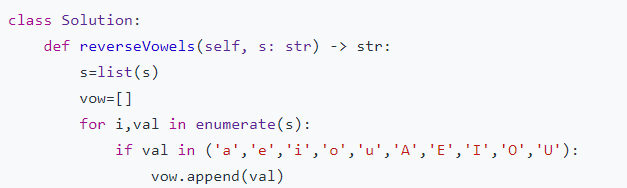 class Solution:
    def reverseVowels(self, s: str) -> str:
        s=list(s)
        vow=[]
        for i,val in enumerate(s):
            if val in ('a','e','i','o','u','A','E','I','O','U'):
                vow.append(val)